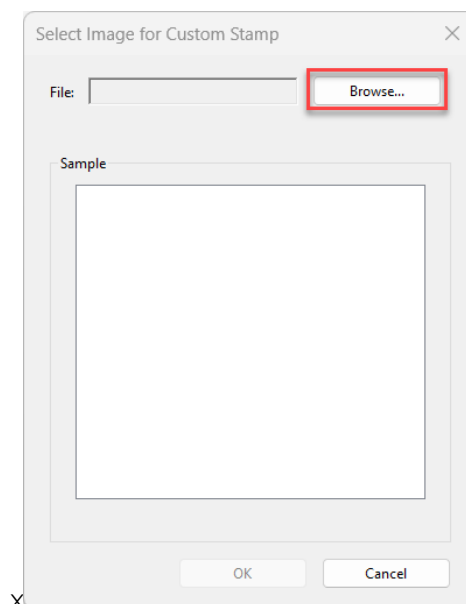 Select Image for Custom Stamp
File:
Browse...
Sample
OK
Cancel
X